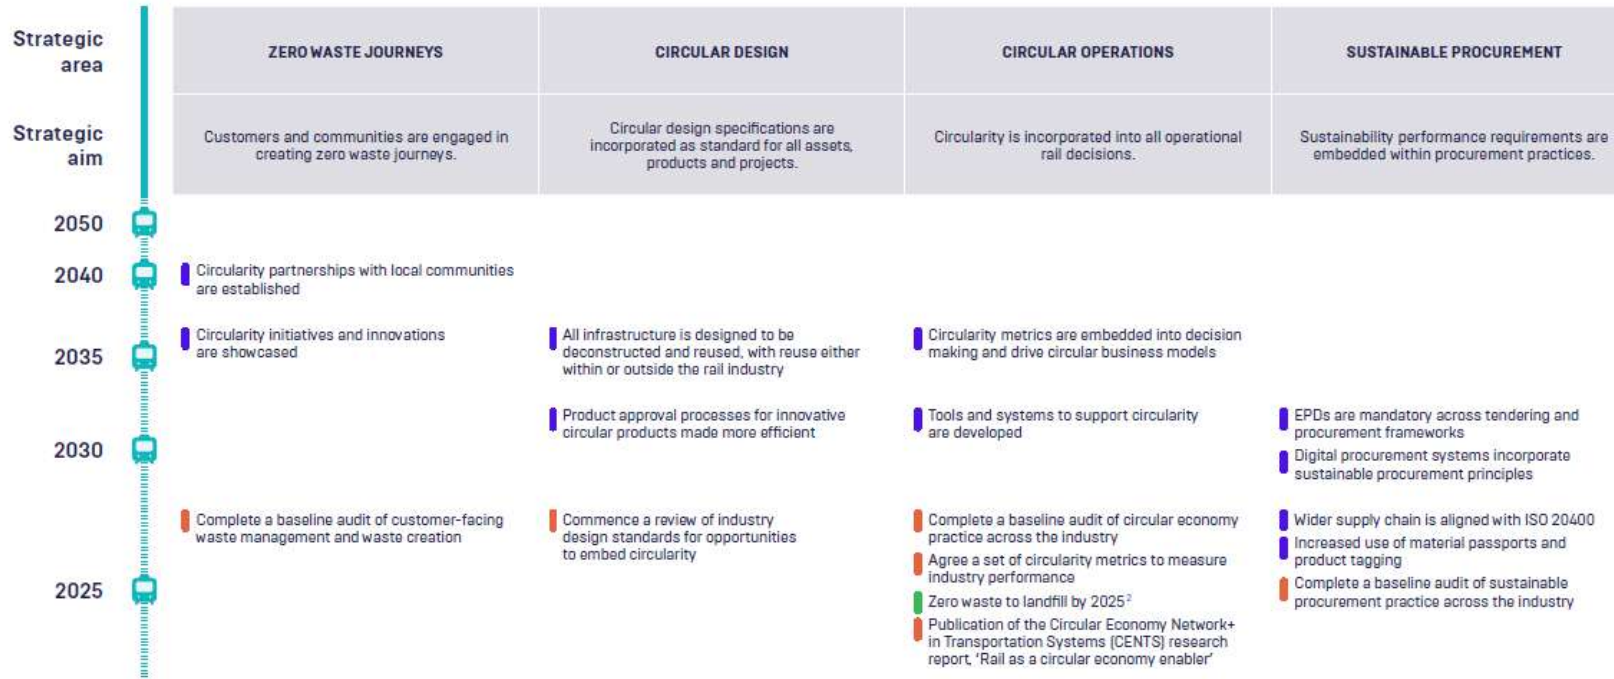 Strategic
area
ZERO WASTE JOURNEYS
CIRCULAR DESIGN
CIRCULAR OPERATIONS
SUSTAINABLE PROCUREMENT
Strategic
aim
Customers and communities are engaged in
creating zero waste journeys.
Circular design specifications are
incorporated as standard for all assets,
products and projects.
Circularity is incorporated into all operational
rail decisions.
Sustainability performance requirements are
embedded within procurement practices.
2050
2040
Circularity partnerships with local communities
are established
2035
Circularity initiatives and innovations
are showcased
All infrastructure is designed to be
deconstructed and reused, with reuse either
within or outside the rail industry
Circularity metrics are embedded into decision
making and drive circular business models
2030
Product approval processes for innovative
circular products made more efficient
Tools and systems to support circularity
are developed
EPDs are mandatory across tendering and
procurement frameworks
Digital procurement systems incorporate
sustainable procurement principles
2025
Complete a baseline audit of customer-facing
waste management and waste creation
Commence a review of industry
design standards for opportunities
to embed circularity
Complete a baseline audit of circular economy
practice across the industry
Agree a set of circularity metrics to measure
industry performance
Zero waste to landfill by 2025²
Publication of the Circular Economy Network+
in Transportation Systems (CENTS) research
report, ‘Rail as a circular economy enabler’
Wider supply chain is aligned with ISO 20400
Increased use of material passports and
product tagging
Complete a baseline audit of sustainable
procurement practice across the industry